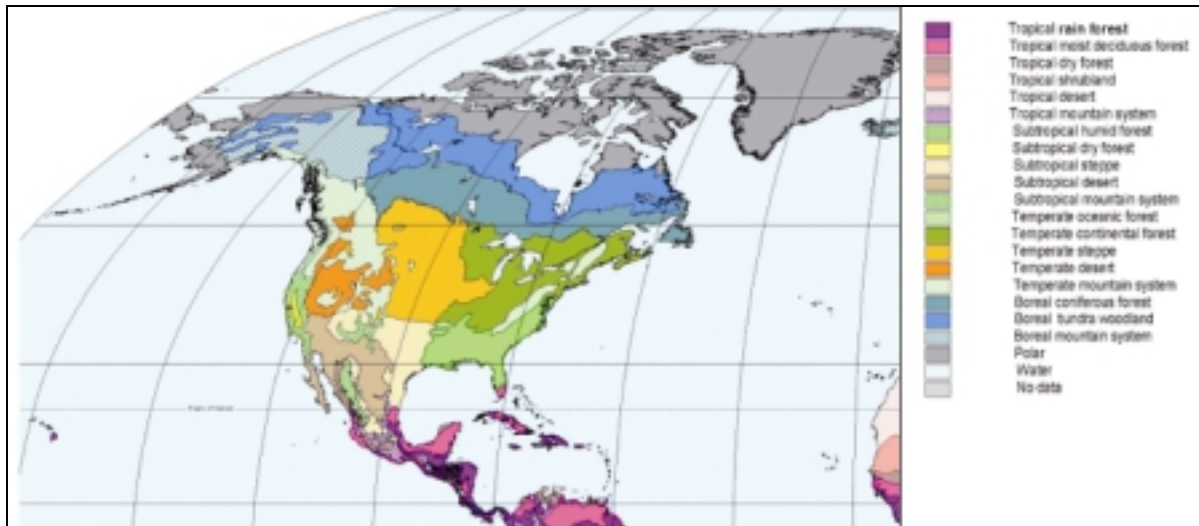 Tropical rain forest
Tropical moist deciduous forest
Tropical dry forest
Tropical shrubland
Tropical desert
Tropical mountain system
Subtropical humid forest
Subtropical dry forest
Subtropical steppe
Subtropical desert
Subtropical mountain system
Temperate oceanic forest
Temperate continental forest
Temperate steppe
Temperate desert
Temperate mountain system
Boreal coniferous forest
Boreal tundra woodland
Boreal mountain system
Polar
Water
No data